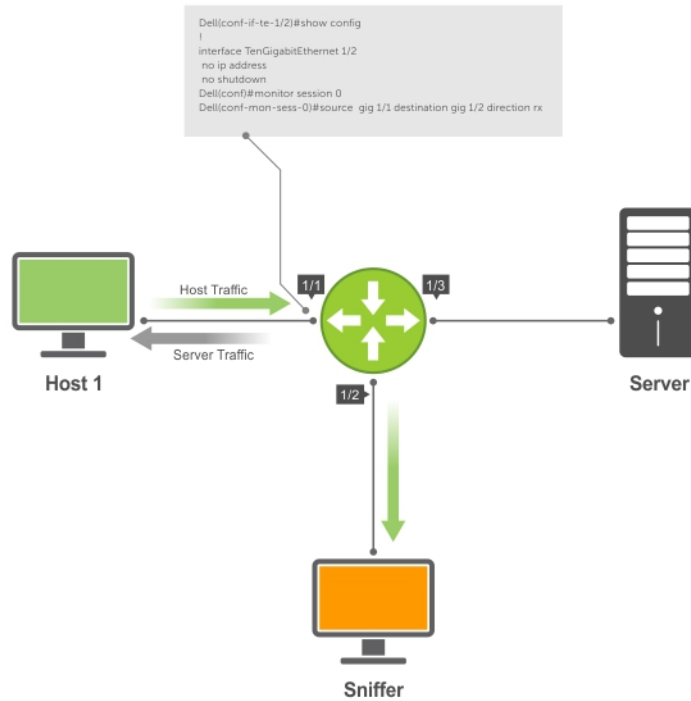 Dell(conf-if-te-1/2)#show config
!
interface TenGigabitEthernet 1/2
no ip address
no shutdown
Dell(conf)#monitor session 0
Dell(conf-mon-sess-0)#source gig 1/1 destination gig 1/2 direction rx
Host Traffic
1/1
1/3
Server Traffic
Host 1
Server
1/2
Sniffer